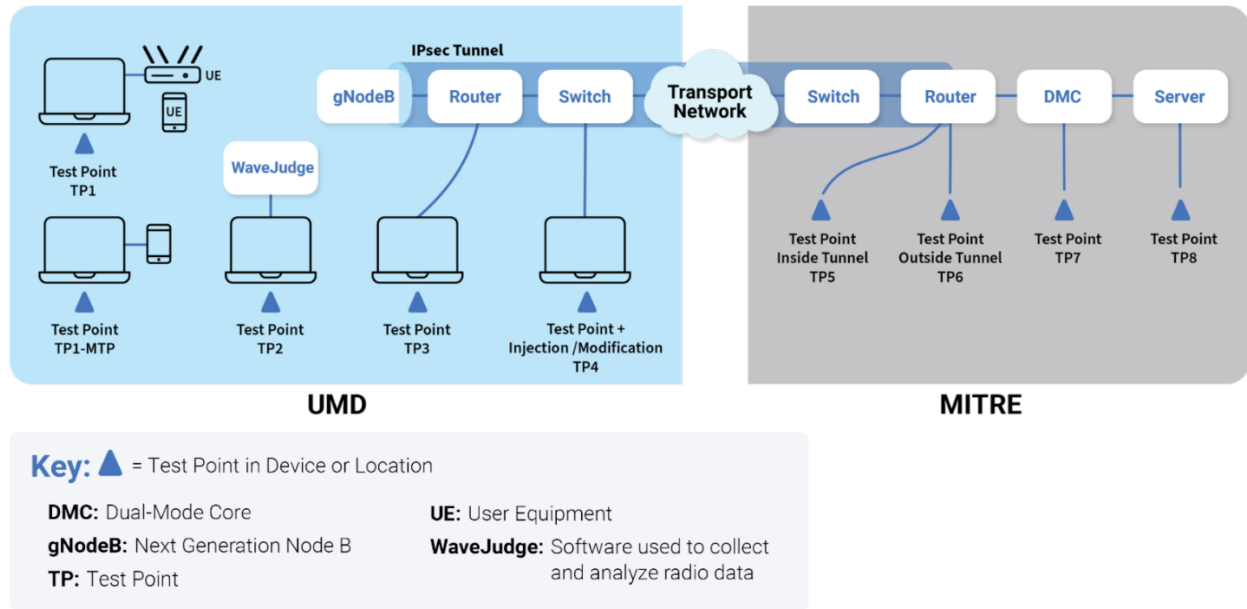 IPsec Tunnel
UE
UE
gNodeB
Router
Switch
Transport
Network
Switch
Router
DMC
Server
Test Point
TP1
WaveJudge
Test Point
TP1-MTP
Test Point
TP2
Test Point
TP3
Test Point +
Injection /Modification
TP4
Test Point
Inside Tunnel
TP5
Test Point
Outside Tunnel
TP6
Test Point
TP7
Test Point
TP8
UMD
MITRE
Key: = Test Point in Device or Location
DMC: Dual-Mode Core
gNodeB: Next Generation Node B
TP: Test Point
UE: User Equipment
WaveJudge: Software used to collect
and analyze radio data